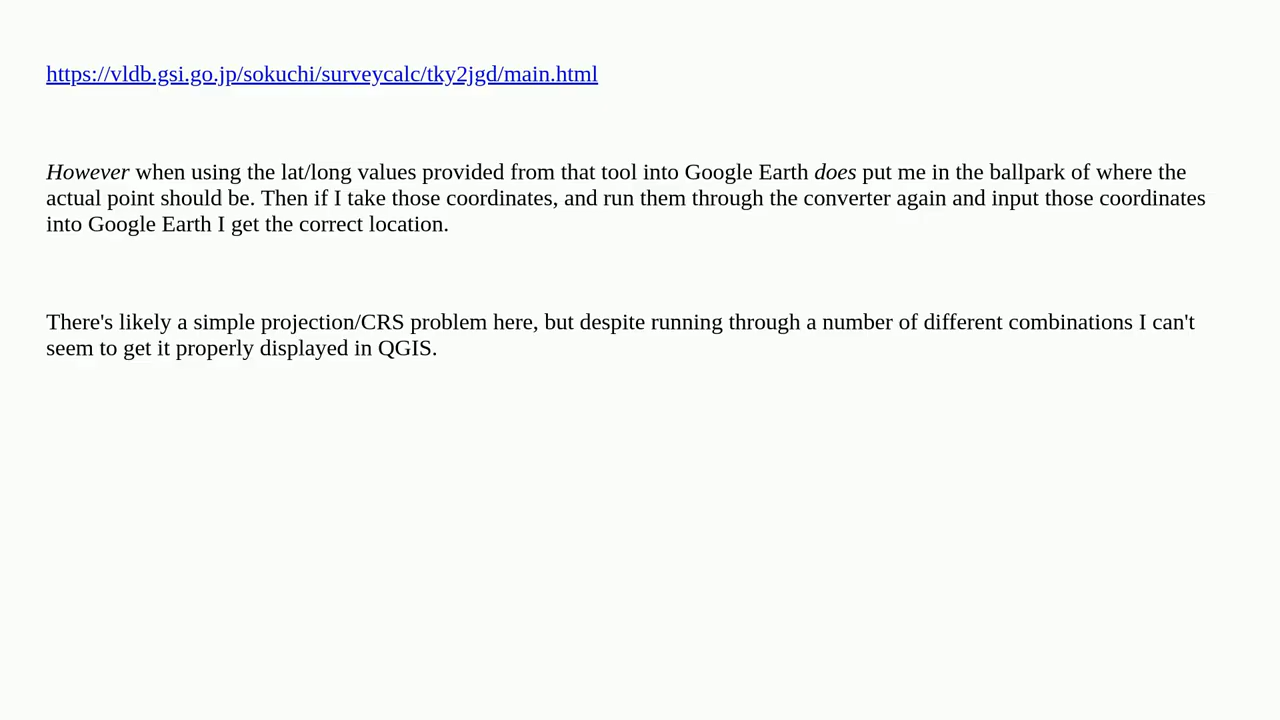 https://vldb.gsi.go.jp/sokuchi/surveycalc/tky2jgd/main.html
However when using the lat/long values provided from that tool into Google Earth does put me in the ballpark of where the
actual point should be. Then if I take those coordinates, and run them through the converter again and input those coordinates
into Google Earth I get the correct location.
There's likely a simple projection/CRS problem here, but despite running through a number of different combinations I can't
seem to get it properly displayed in QGIS.